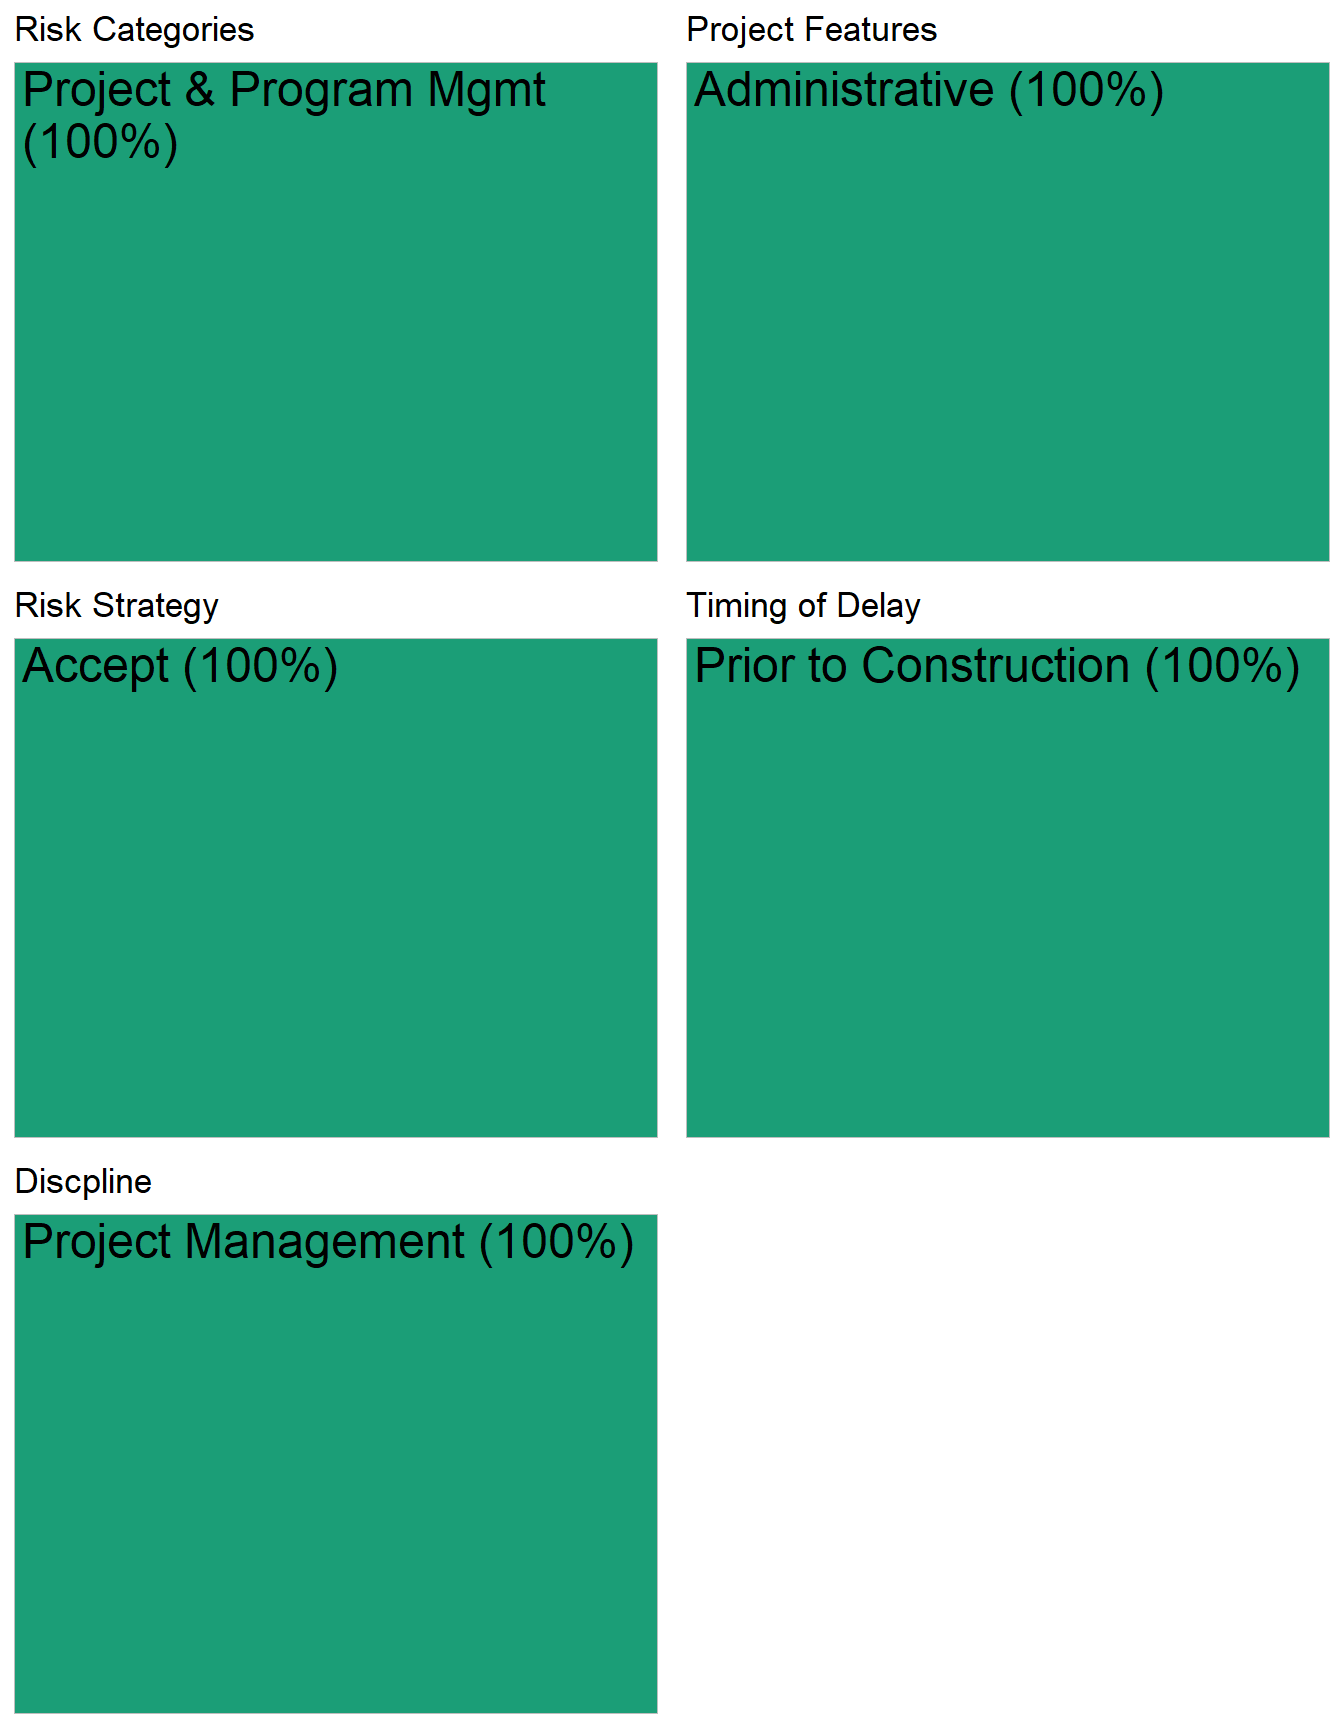 Risk Categories
Project & Program Mgmt
(100%)
Project Features
Administrative (100%)
Risk Strategy
Accept (100%)
Timing of Delay
Prior to Construction (100%)
Discpline
Project Management (100%)